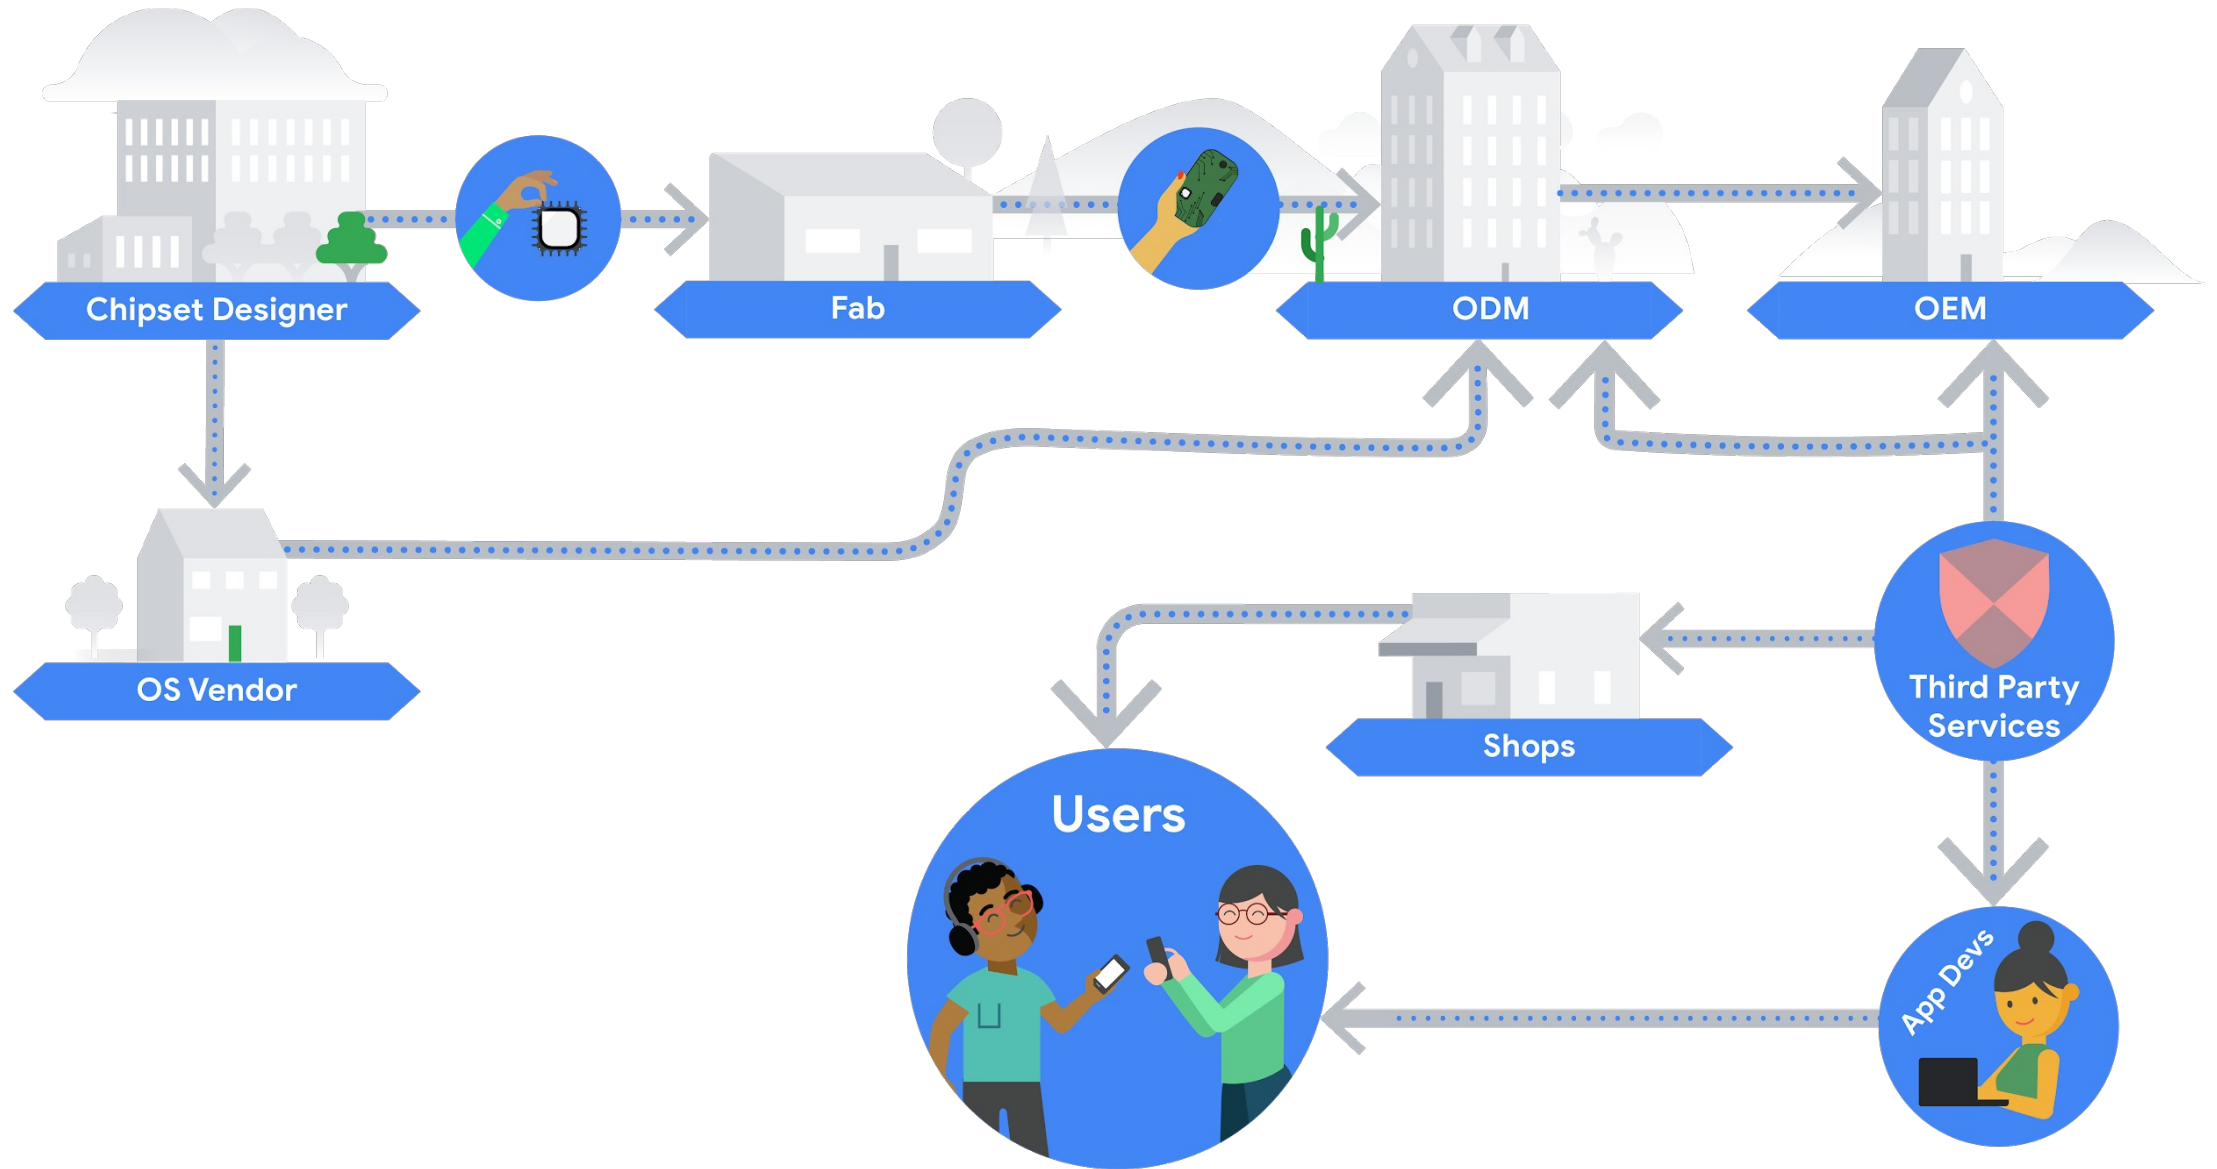 Chipset Designer
Fab
ODM
OEM
OS Vendor
Shops
Third Party
Services
Users
App Devs